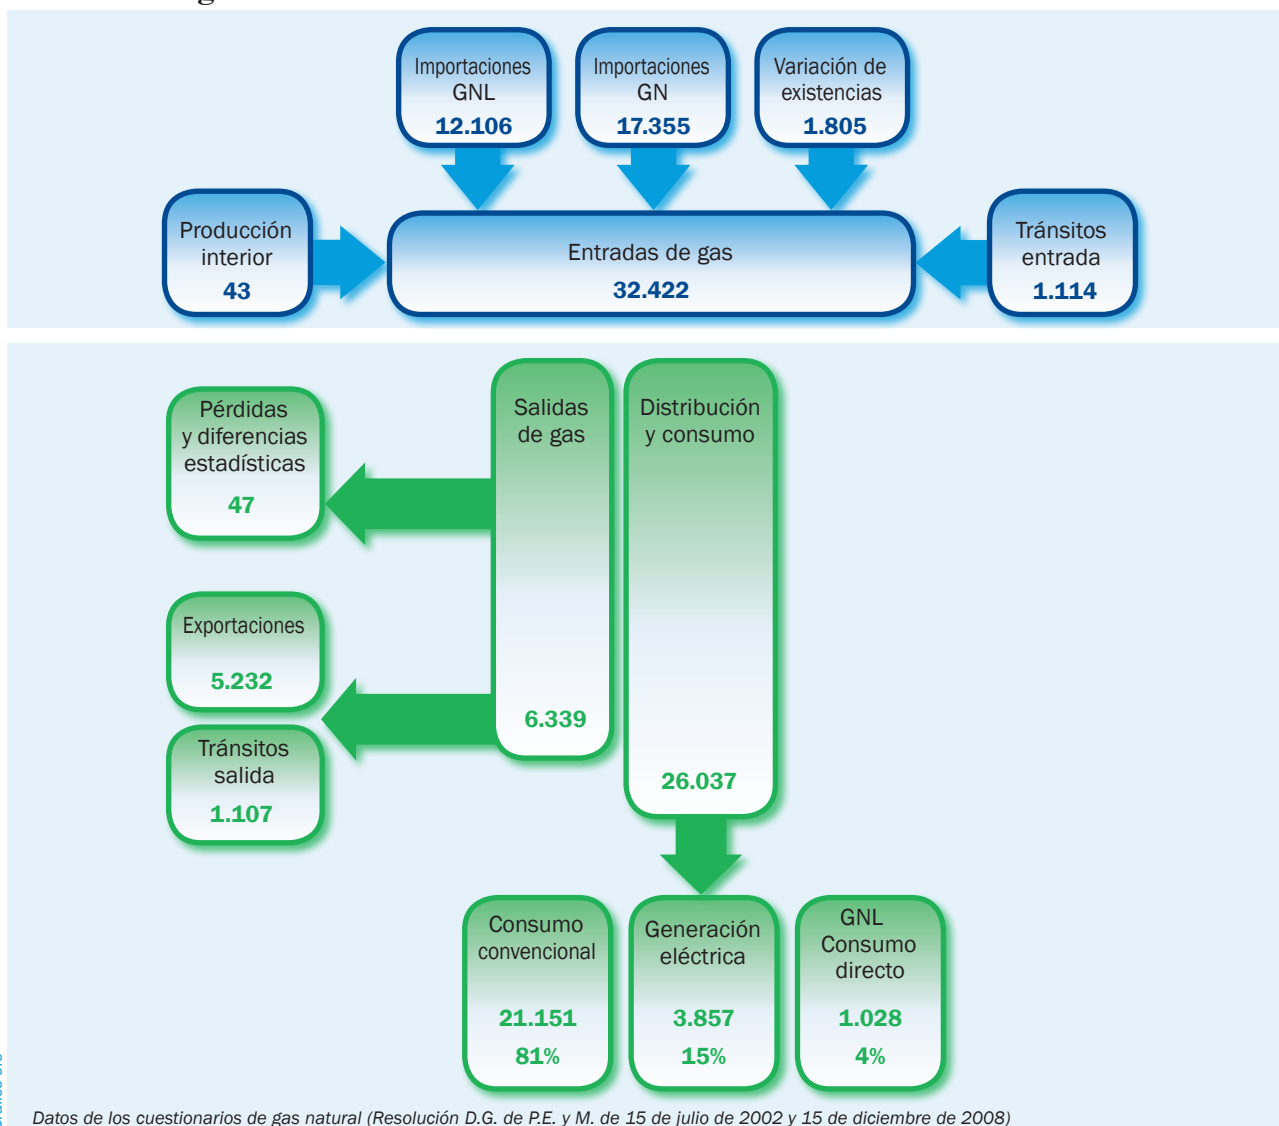 Importaciones
GNL
12.106
Importaciones
GN
17.355
Variación de
existencias
1.805
Producción
interior
43
Entradas de gas
32.422
Tránsitos
entrada
1.114
Pérdidas
y diferencias
estadísticas
47
Salidas
de gas
6.339
Distribución
y consumo
26.037
Exportaciones
5.232
Tránsitos
salida
1.107
Consumo
convencional
21.151
81%
Generación
eléctrica
3.857
15%
GNL
Consumo
directo
1.028
4%
Datos de los cuestionarios de gas natural (Resolución D.G. de P.E. y M. de 15 de julio de 2002 y 15 de diciembre de 2008)